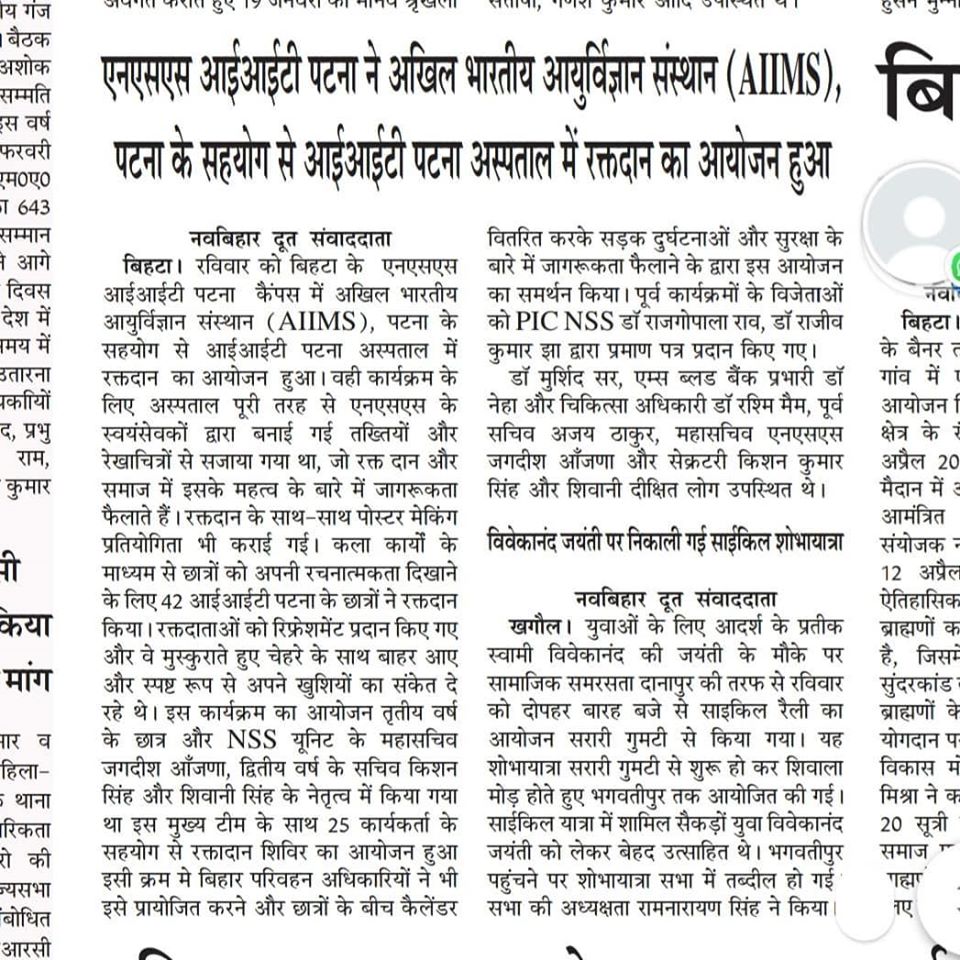 एनएसएस आईआईटी पटना ने अखिल भारतीय आयुर्विज्ञान संस्थान (AIIMS),
पटना के सहयोग से आईआईटी पटना अस्पताल में रक्तदान का आयोजन हुआ
नवबिहार दूत संवाददाता
बिहटा। रविवार को बिहटा के एनएसएस
आईआईटी पटना कैंपस में अखिल भारतीय
आयुर्विज्ञान संस्थान (AIIMS), पटना के
सहयोग से आईआईटी पटना अस्पताल में
रक्तदान का आयोजन हुआ। वही कार्यक्रम के
लिए अस्पताल पूरी तरह से एनएसएस के
स्वयंसेवकों द्वारा बनाई गई तख्तियों और
रेखाचित्रों से सजाया गया था, जो रक्त दान और
समाज में इसके महत्व के बारे में जागरूकता
फैलाते हैं। रक्तदान के साथ-साथ पोस्टर मेकिंग
प्रतियोगिता भी कराई गई। कला कार्यों के
माध्यम से छात्रों को अपनी रचनात्मकता दिखाने
के लिए 42 आईआईटी पटना के छात्रों ने रक्तदान
किया। रक्तदाताओं को रिफ्रेशमेंट प्रदान किए गए
और वे मुस्कुराते हुए चेहरे के साथ बाहर आए
और स्पष्ट रूप से अपने खुशियों का संकेत दे
रहे थे। इस कार्यक्रम का आयोजन तृतीय वर्ष
के छात्र और NSS यूनिट के महासचिव
जगदीश आँजणा, द्वितीय वर्ष के सचिव किशन
सिंह और शिवानी सिंह के नेतृत्व में किया गया
था इस मुख्य टीम के साथ 25 कार्यकर्ता के
सहयोग से रक्तादान शिविर का आयोजन हुआ
इसी क्रम मे बिहार परिवहन अधिकारियों ने भी
इसे प्रायोजित करने और छात्रों के बीच कैलेंडर
वितरित करके सड़क दुर्घटनाओं और सुरक्षा के
बारे में जागरूकता फैलाने के द्वारा इस आयोजन
का समर्थन किया। पूर्व कार्यक्रमों के विजेताओं
को PIC NSS डॉ राजगोपाला राव, डॉ राजीव
कुमार झा द्वारा प्रमाण पत्र प्रदान किए गए।
डॉ मुर्शिद सर, एम्स ब्लड बैंक प्रभारी डॉ
नेहा और चिकित्सा अधिकारी डॉ रश्मि मैम, पूर्व
सचिव अजय ठाकुर, महासचिव एनएसएस
जगदीश आँजणा और सेक्रटरी किशन कुमार
सिंह और शिवानी दीक्षित लोग उपस्थित थे।
विवेकानंद जयंती पर निकाली गई साईकिल शोभायात्रा
नवबिहार दूत संवाददाता
खगौल। युवाओं के लिए आदर्श के प्रतीक
स्वामी विवेकानंद की जयंती के मौके पर
सामाजिक समरसता दानापुर की तरफ से रविवार
को दोपहर बारह बजे से साइकिल रैली का
आयोजन सरारी गुमटी से किया गया। यह
शोभायात्रा सरारी गुमटी से शुरू हो कर शिवाला
मोड़ होते हुए भगवतीपुर तक आयोजित की गई।
साईकिल यात्रा में शामिल सैकड़ों युवा विवेकानंद
जयंती को लेकर बेहद उत्साहित थे। भगवतीपुर
पहुंचने पर शोभायात्रा सभा में तब्दील हो गई
सभा की अध्यक्षता रामनारायण सिंह ने किया।
बि
बिहटा।
के बैनर
गांव में
आयोजन
क्षेत्र के
अप्रैल 20
मैदान में
आमंत्रित
संयोजक
12 अप्रैल
ऐतिहासिक
ब्राह्मणों
है, जिसमें
सुंदरकांड
ब्राह्मणों के
योगदान
विकास
मिश्रा ने
20 सूत्री
समाज
बैठक
अशोक
सम्मति
इस वर्ष
फरवरी
643
सम्मान
आगे
दिवस
देश में
समय में
उतारना
प्रभु
राम,
कुमार
किया
मांग
व
थाना
की
आरसी